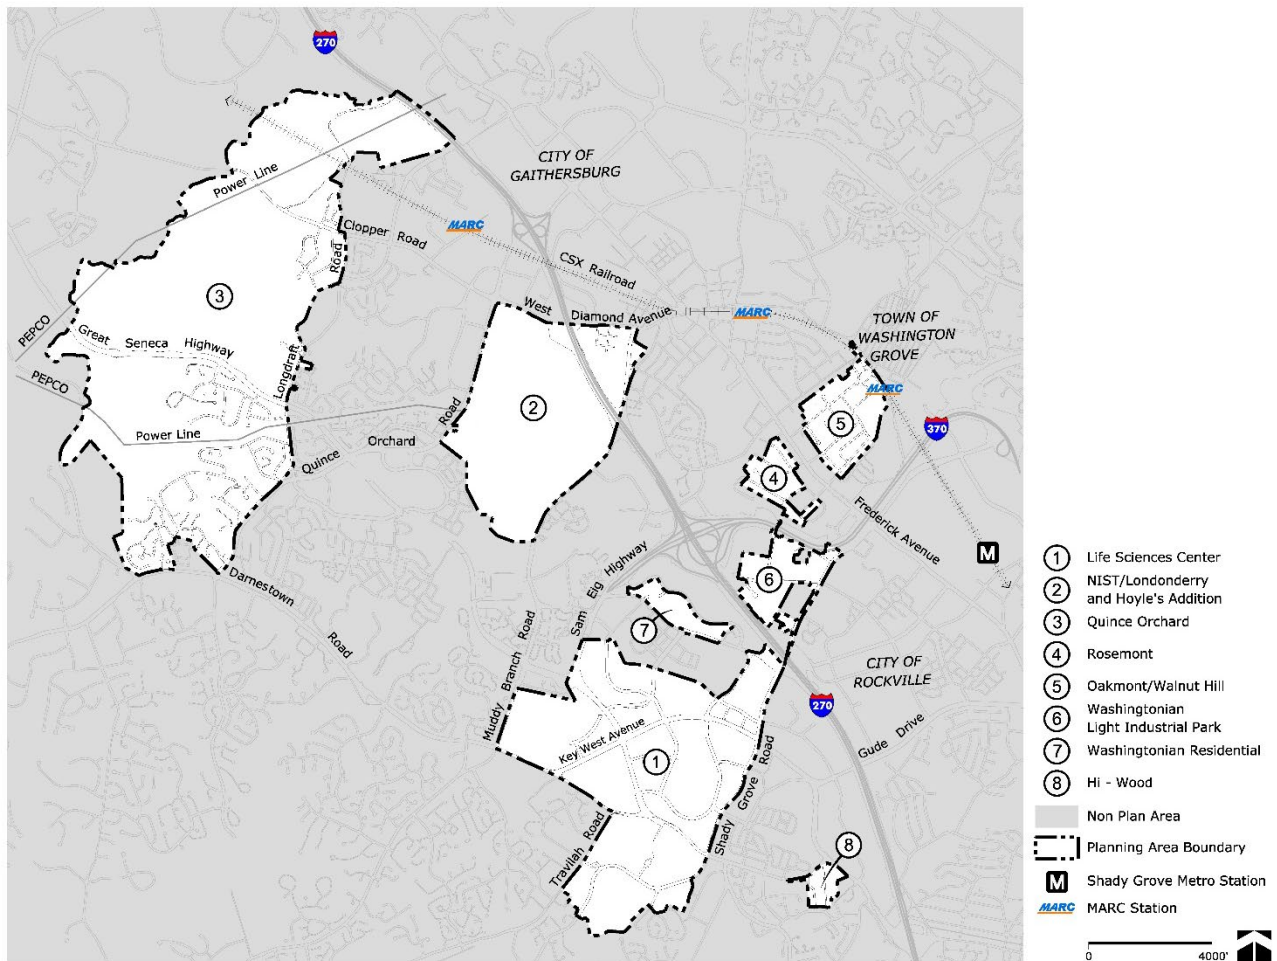 270
CITY OF
GAITHERSBURG
Power Line
MARC
Clopper Road
Road
CSX Railroad
3
West Diamond Avenue
MARC
TOWN OF
WASHINGTON
GROVE
PEPCO
Great Seneca Highway
Longdraft
PEPCO
MARC
2
Road
5
370
Power Line
Orchard
Quince
4
Frederick Avenue
M
Sam Eig Highway
6
Darnestown Road
7
Muddy Branch Road
CITY OF
ROCKVILLE
270
Gude Drive
Key West Avenue
1
Shady Grove Road
Travilah Road
8
1 Life Sciences Center
2 NIST/Londonderry
and Hoyle's Addition
3 Quince Orchard
4 Rosemont
5 Oakmont/Walnut Hill
6 Washingtonian
Light Industrial Park
7 Washingtonian Residential
8 Hi - Wood
Non Plan Area
Planning Area Boundary
M Shady Grove Metro Station
MARC MARC Station
0 4000'